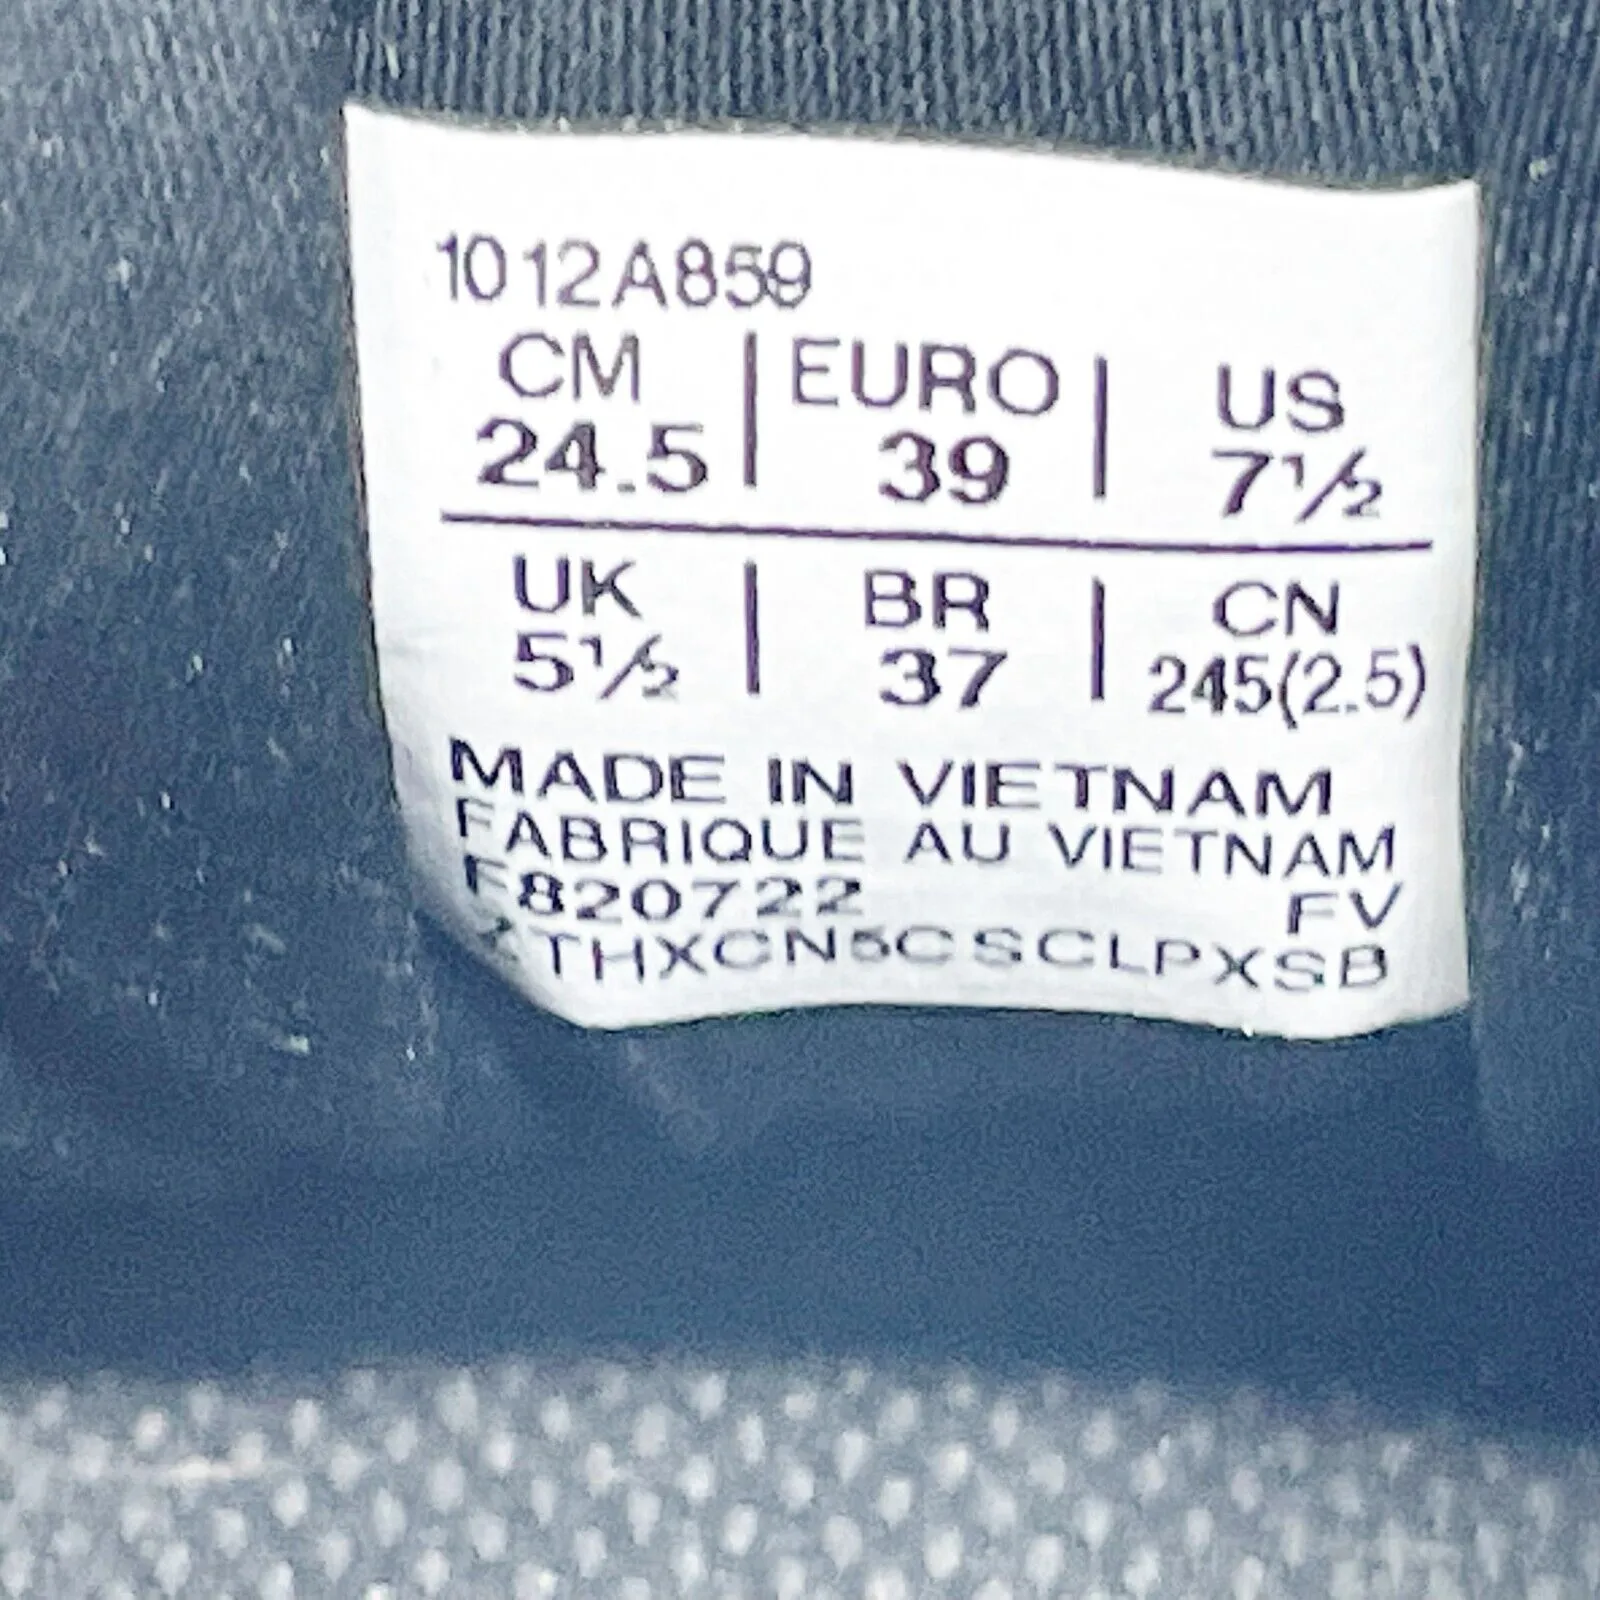 1012A859
CM | EURO | US
24.5 | 39 | 7½
UK | BR | CN
5½ | 37 | 245(2.5)
MADE IN VIETNAM
FABRIQUE AU VIETNAM
F820722 FV
THXCN5CSCLPXSB